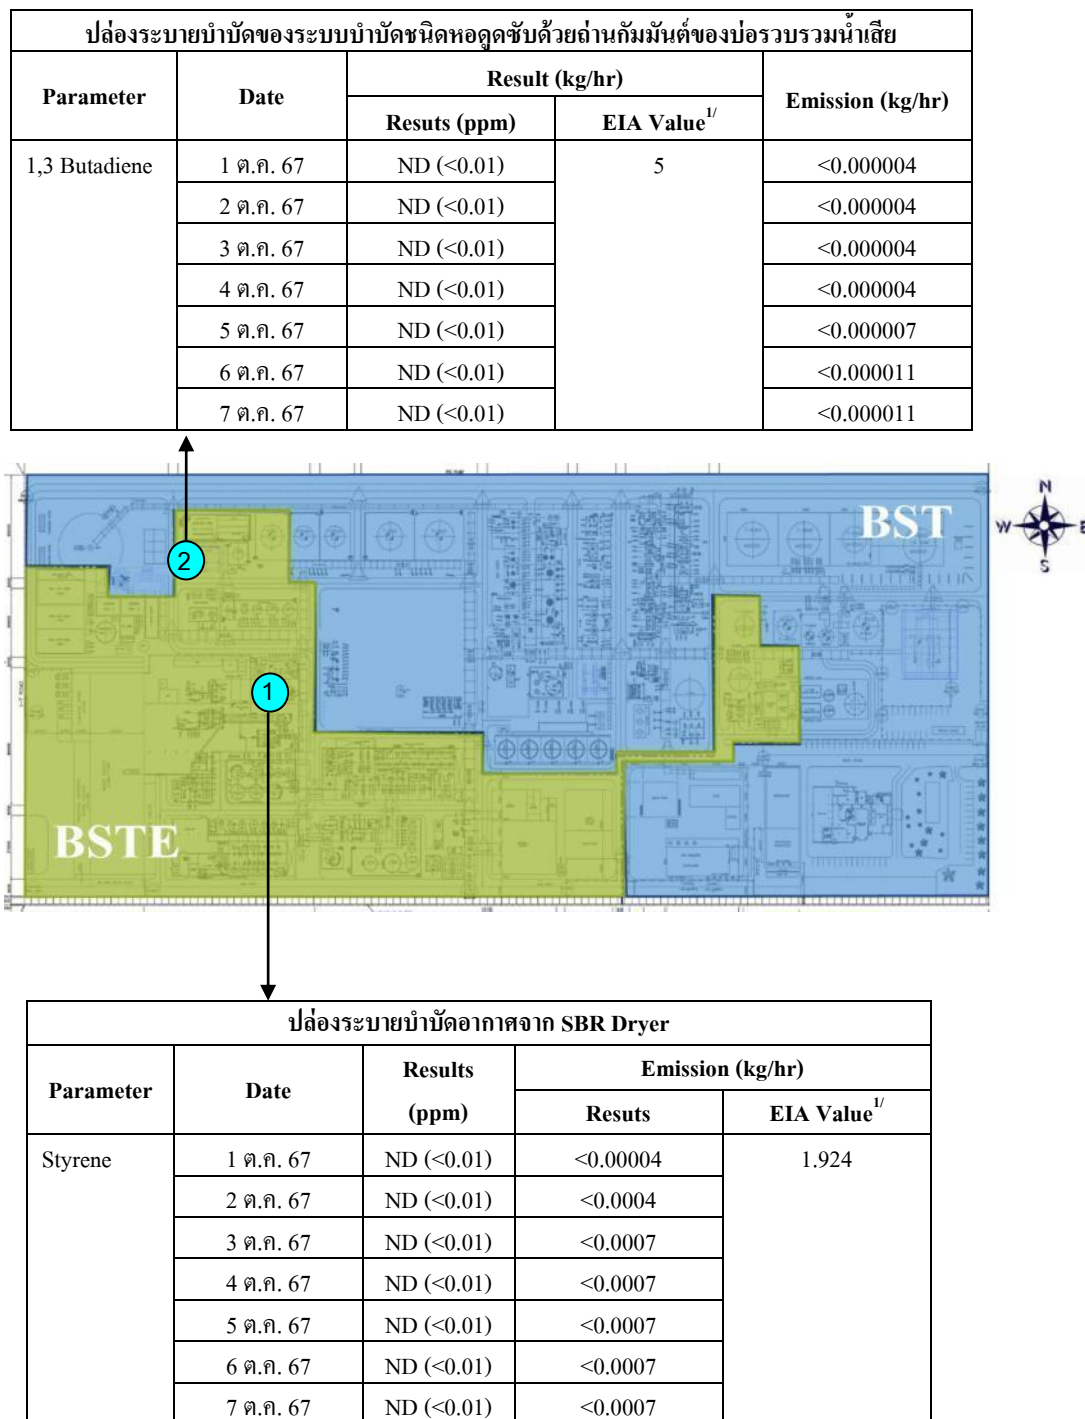 ปล่องระบายบำบัดของระบบบำบัดชนิดหอดูดซับด้วยถ่านกัมมันต์ของบ่อรวบรวมน้ำเสีย
Parameter Date Result (kg/hr) Emission (kg/hr)
Resuts (ppm) EIA Value1/
1,3 Butadiene 1 ต.ค. 67 ND (<0.01) 5 <0.000004
2 ต.ค. 67 ND (<0.01) <0.000004
3 ต.ค. 67 ND (<0.01) <0.000004
4 ต.ค. 67 ND (<0.01) <0.000004
5 ต.ค. 67 ND (<0.01) <0.000007
6 ต.ค. 67 ND (<0.01) <0.000011
7 ต.ค. 67 ND (<0.01) <0.000011
N
BST
W E
2
S
1
BSTE
ปล่องระบายบำบัดอากาศจาก SBR Dryer
Parameter Date Results (ppm) Emission (kg/hr)
Resuts EIA Value1/
Styrene 1 ต.ค. 67 ND (<0.01) <0.00004 1.924
2 ต.ค. 67 ND (<0.01) <0.0004
3 ต.ค. 67 ND (<0.01) <0.0007
4 ต.ค. 67 ND (<0.01) <0.0007
5 ต.ค. 67 ND (<0.01) <0.0007
6 ต.ค. 67 ND (<0.01) <0.0007
7 ต.ค. 67 ND (<0.01) <0.0007